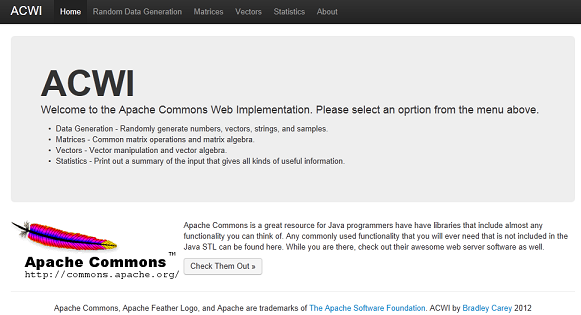 ACWI Home Random Data Generation Matrices Vectors Statistics About
ACWI
Welcome to the Apache Commons Web Implementation. Please select an oprtion from the menu above.
• Data Generation - Randomly generate numbers, vectors, strings, and samples.
• Matrices - Common matrix operations and matrix algebra.
• Vectors - Vector manipulation and vector algebra.
• Statistics - Print out a summary of the input that gives all kinds of useful information.
Apache Commons™
http://commons.apache.org/
Apache Commons is a great resource for Java programmers have have libraries that include almost any
functionality you can think of. Any commonly used functionality that you will ever need that is not included in the
Java STL can be found here. While you are there, check out their awesome web server software as well.
Check Them Out »
Apache Commons, Apache Feather Logo, and Apache are trademarks of The Apache Software Foundation. ACWI by Bradley Carey 2012